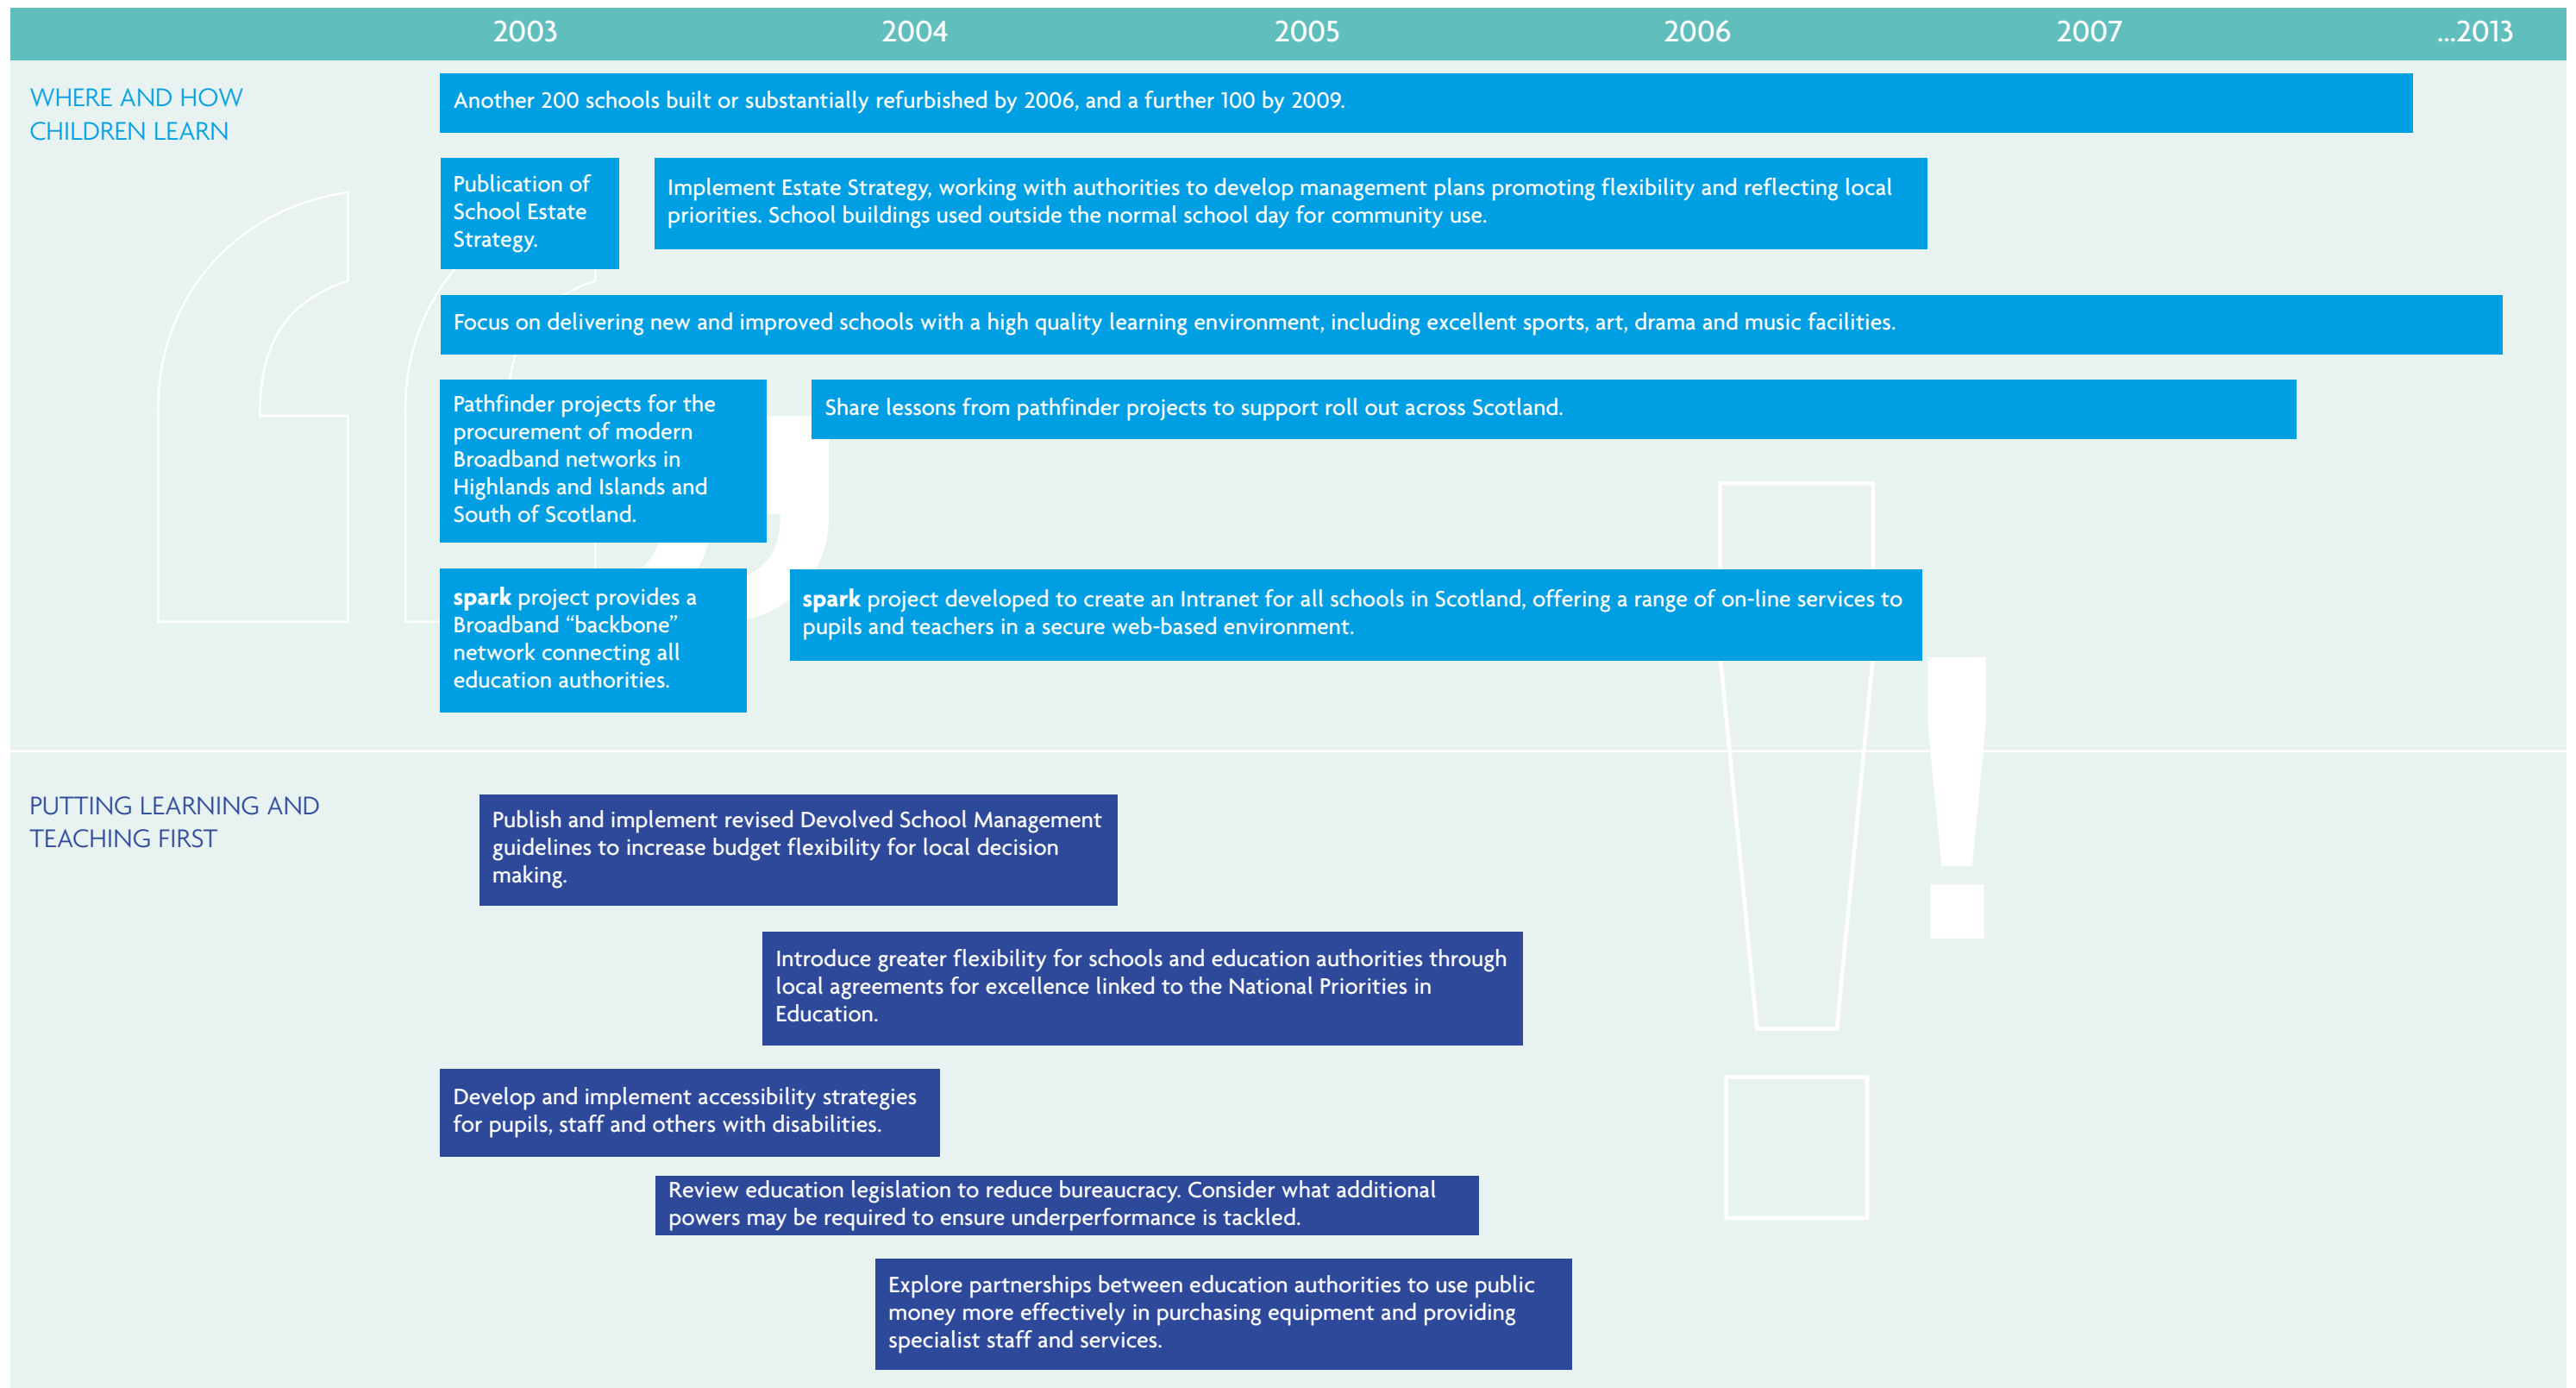 2003 2004 2005 2006 2007 ...2013
WHERE AND HOW
CHILDREN LEARN
Another 200 schools built or substantially refurbished by 2006, and a further 100 by 2009.
Publication of
School Estate
Strategy.
Implement Estate Strategy, working with authorities to develop management plans promoting flexibility and reflecting local
priorities. School buildings used outside the normal school day for community use.
Focus on delivering new and improved schools with a high quality learning environment, including excellent sports, art, drama and music facilities.
Pathfinder projects for the
procurement of modern
Broadband networks in
Highlands and Islands and
South of Scotland.
Share lessons from pathfinder projects to support roll out across Scotland.
spark project provides a
Broadband “backbone”
network connecting all
education authorities.
spark project developed to create an Intranet for all schools in Scotland, offering a range of on-line services to
pupils and teachers in a secure web-based environment.
PUTTING LEARNING AND
TEACHING FIRST
Publish and implement revised Devolved School Management
guidelines to increase budget flexibility for local decision
making.
Introduce greater flexibility for schools and education authorities through
local agreements for excellence linked to the National Priorities in
Education.
Develop and implement accessibility strategies
for pupils, staff and others with disabilities.
Review education legislation to reduce bureaucracy. Consider what additional
powers may be required to ensure underperformance is tackled.
Explore partnerships between education authorities to use public
money more effectively in purchasing equipment and providing
specialist staff and services.